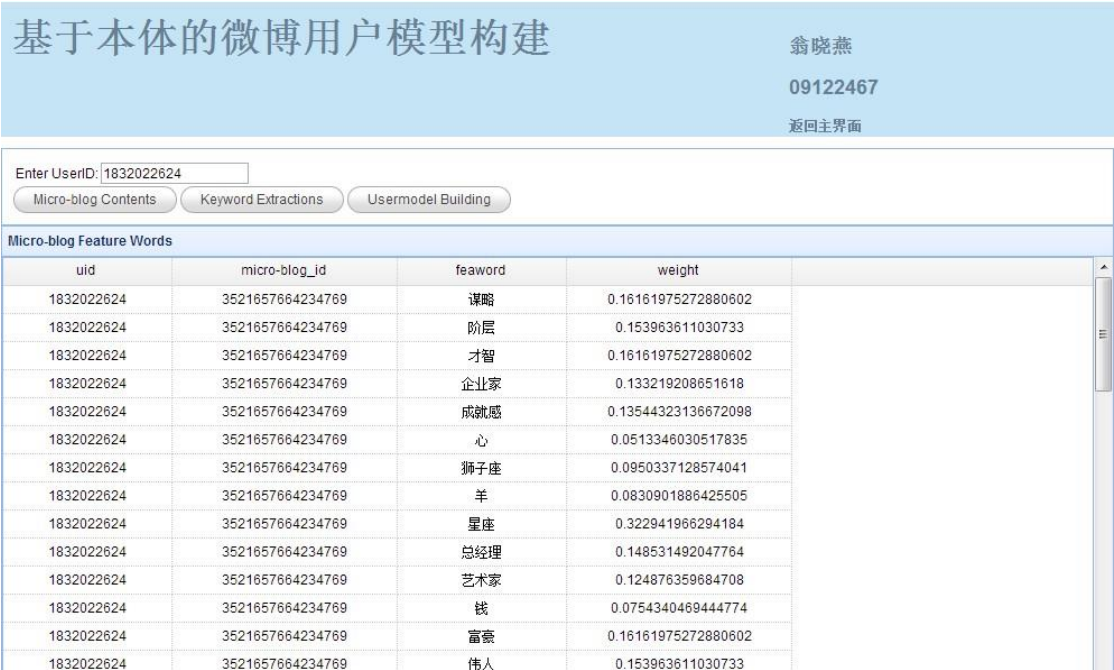 基于本体的微博用户模型构建
翁晓燕
09122467
返回主界面
Enter UserID: 1832022624
Micro-blog Contents Keyword Extractions Usermodel Building
Micro-blog Feature Words
uid micro-blog_id feaword weight
1832022624 3521657664234769 谋略 0.16161975272880602
1832022624 3521657664234769 阶层 0.153963611030733
1832022624 3521657664234769 才智 0.16161975272880602
1832022624 3521657664234769 企业家 0.133219208651618
1832022624 3521657664234769 成就感 0.13544323136672098
1832022624 3521657664234769 心 0.0513346030517835
1832022624 3521657664234769 狮子座 0.0950337128574041
1832022624 3521657664234769 羊 0.0830901886425505
1832022624 3521657664234769 星座 0.322941966294184
1832022624 3521657664234769 总经理 0.148531492047764
1832022624 3521657664234769 艺术家 0.124876359684708
1832022624 3521657664234769 钱 0.0754340469444774
1832022624 3521657664234769 富豪 0.16161975272880602
1832022624 3521657664234769 伟人 0.153963611030733